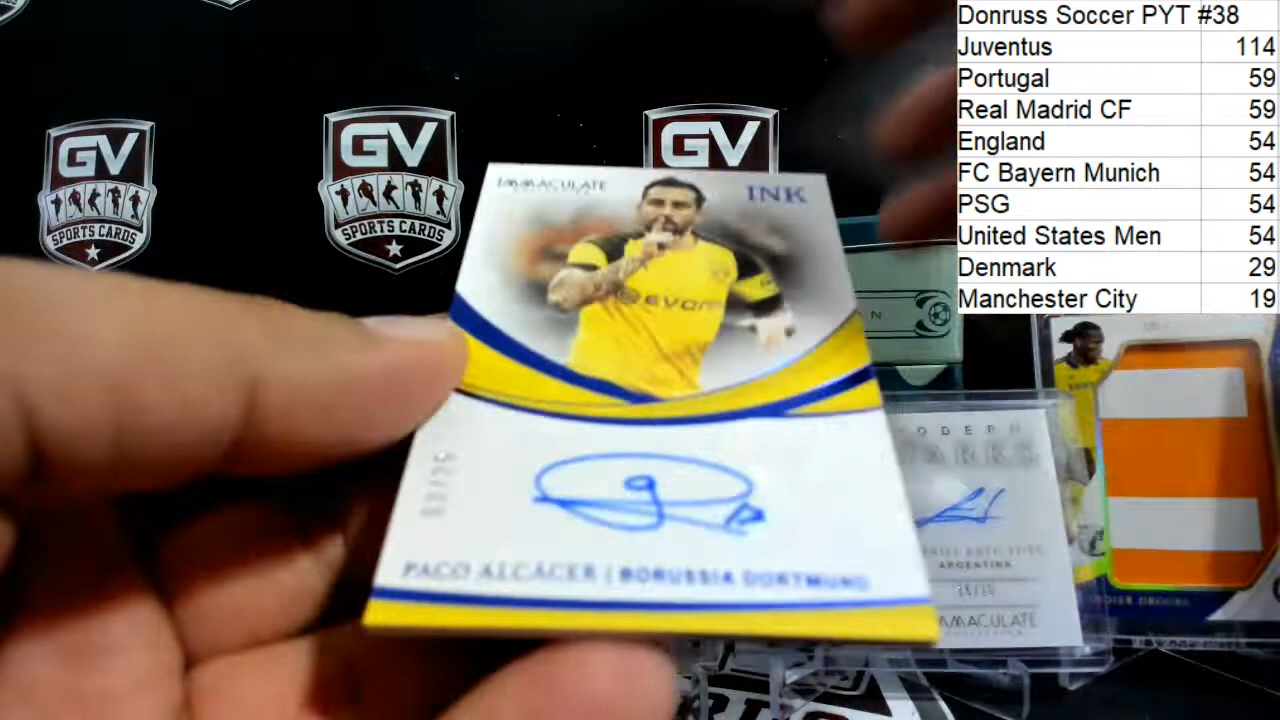 Donruss Soccer PYT #38
Juventus 114
Portugal 59
Real Madrid CF 59
England 54
FC Bayern Munich 54
PSG 54
United States Men 54
Denmark 29
Manchester City 19
GV
SPORTS CARDS
GV
SPORTS CARDS
GV
IMMACULATE
INK
EVON
PACO ALCÁCER | BORUSSIA DORTMUND
ARGENTINA
IMMACULATE